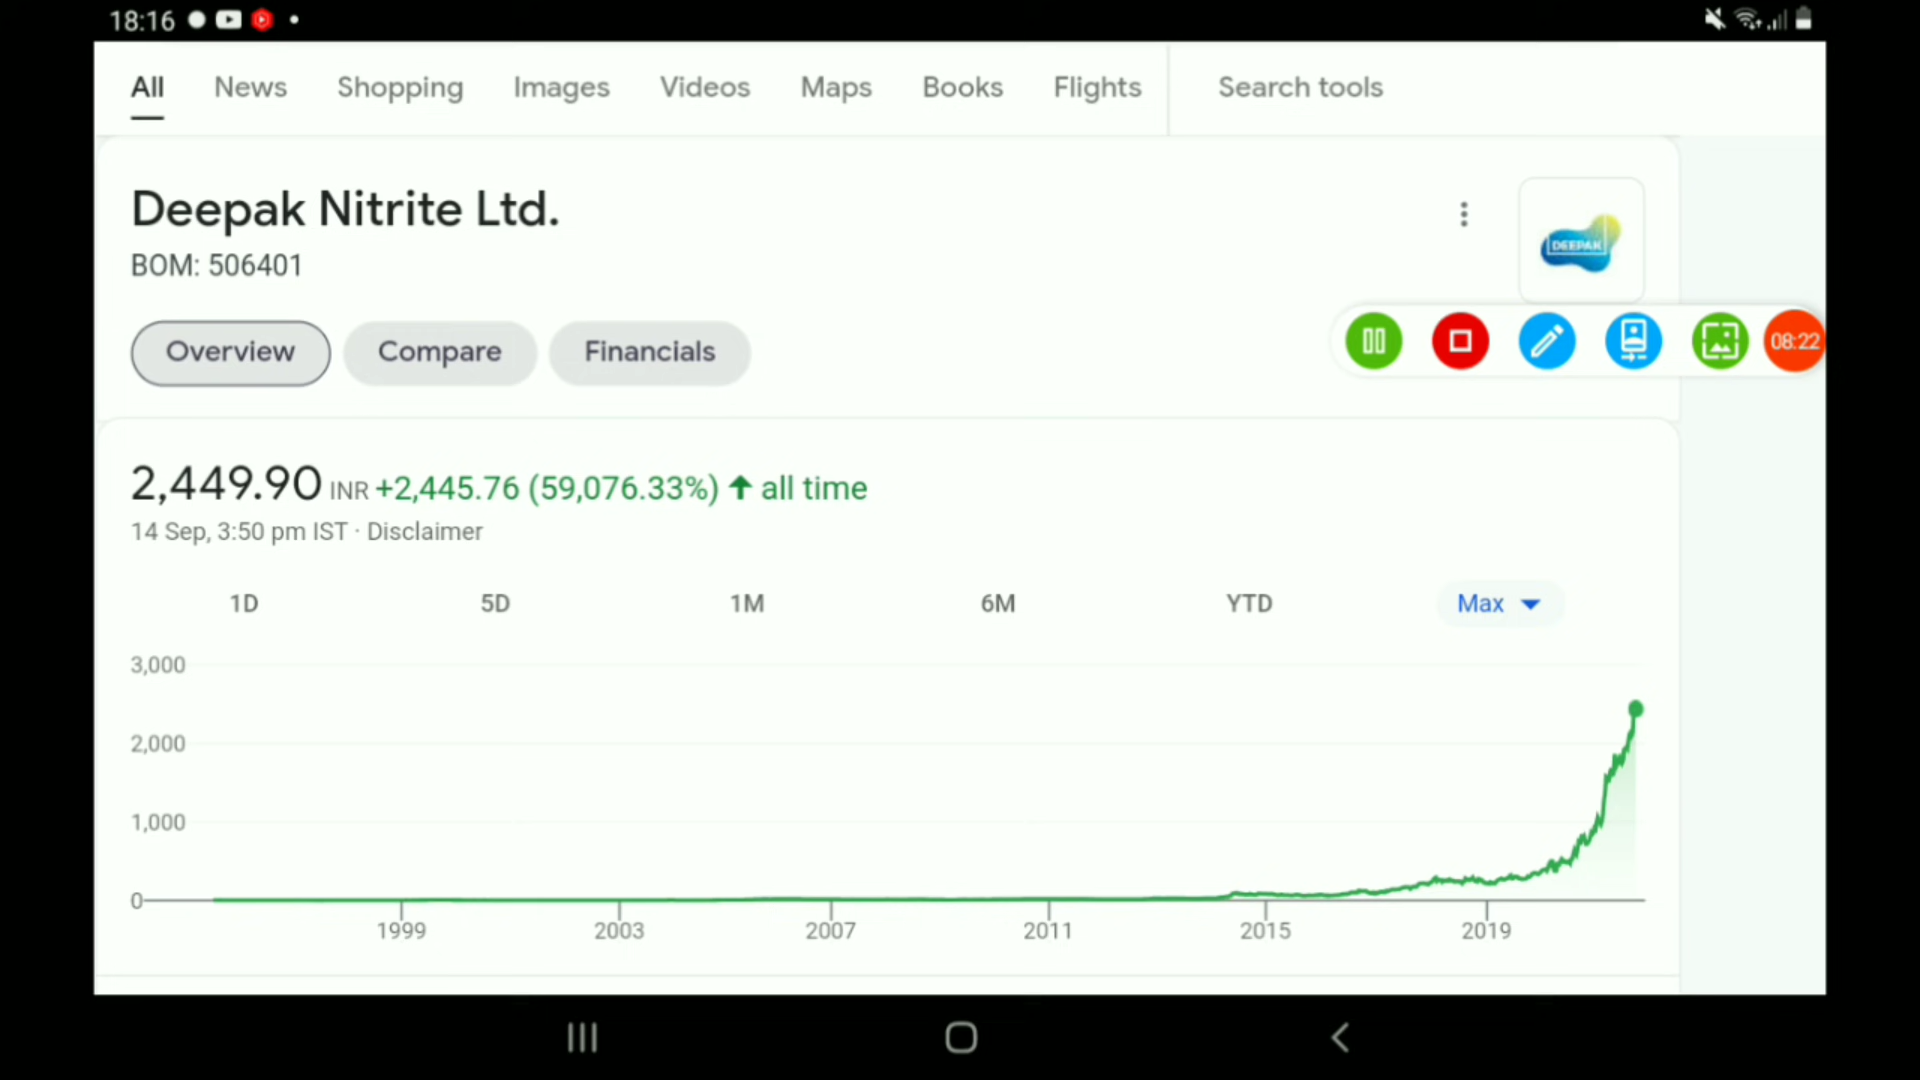 18:16
All News Shopping Images Videos Maps Books Flights Search tools
Deepak Nitrite Ltd.
BOM: 506401
DEEPAK
Overview Compare Financials
08:22
2,449.90 INR +2,445.76 (59,076.33%) ↑ all time
14 Sep, 3:50 pm IST · Disclaimer
1D 5D 1M 6M YTD Max
3,000
2,000
1,000
0
1999 2003 2007 2011 2015 2019